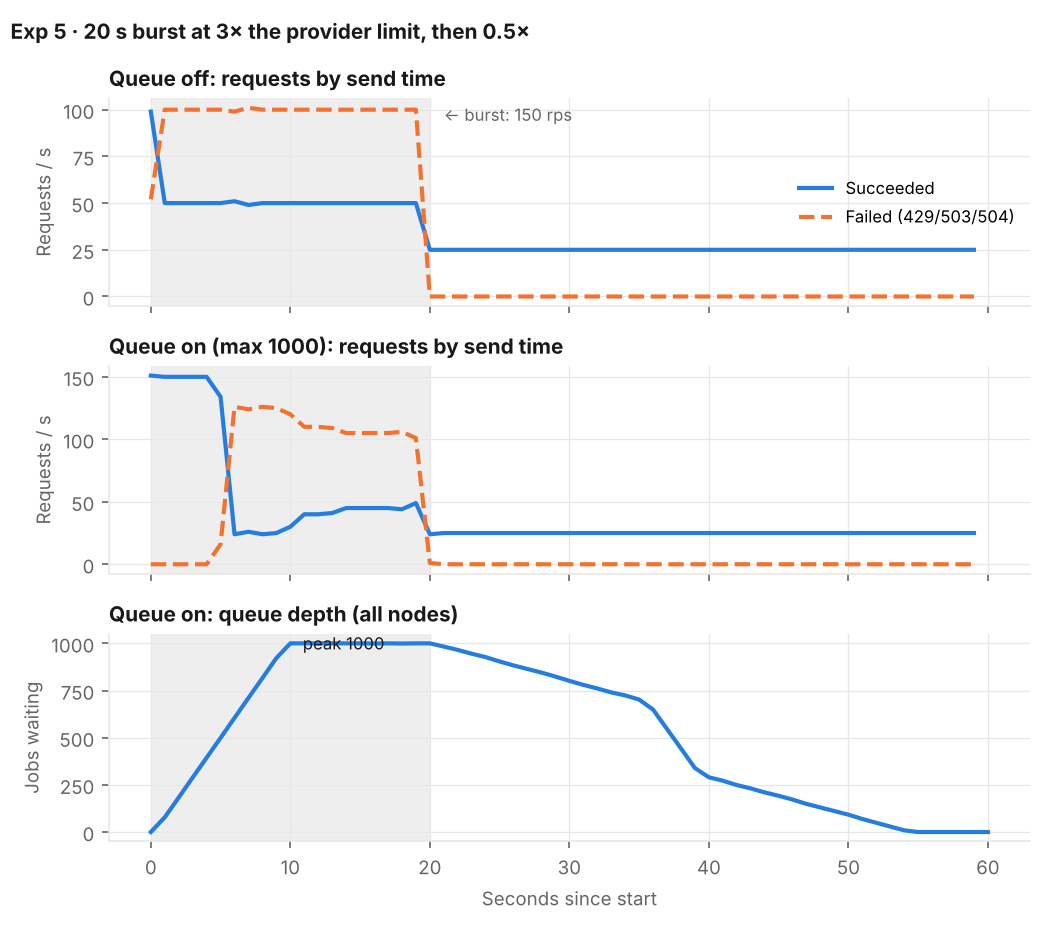 Exp 5 · 20 s burst at 3× the provider limit, then 0.5×
Queue off: requests by send time
Requests / s
100
75
50
25
0
← burst: 150 rps
Succeeded
Failed (429/503/504)
Queue on (max 1000): requests by send time
Requests / s
150
100
50
0
Queue on: queue depth (all nodes)
Jobs waiting
1000
750
500
250
0
peak 1000
0 10 20 30 40 50 60
Seconds since start